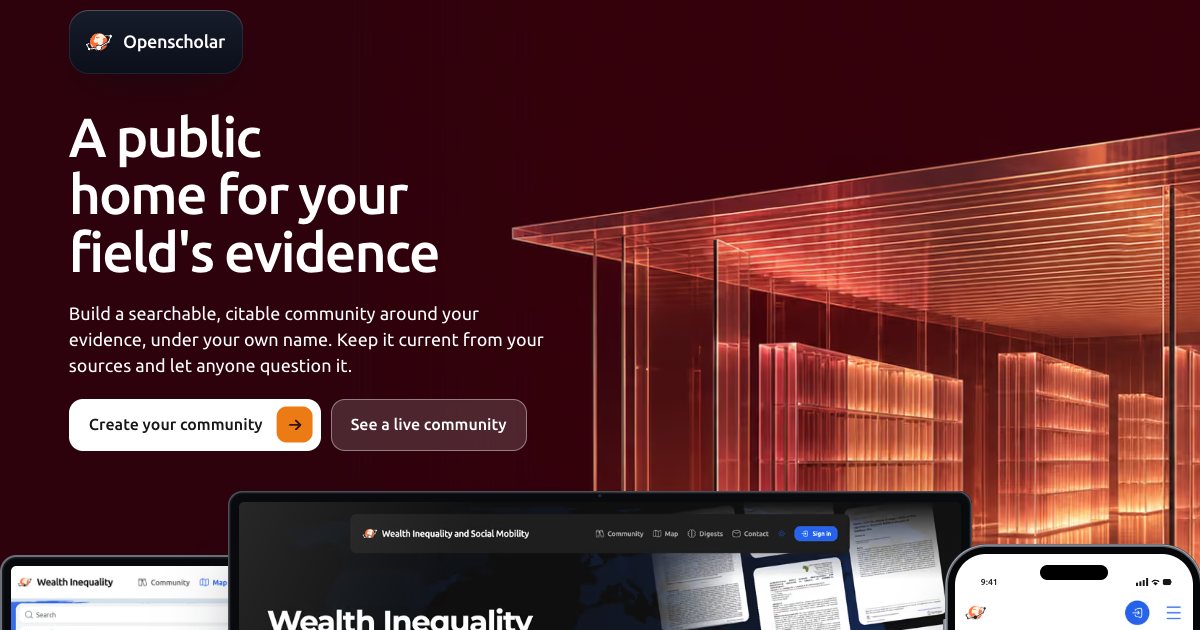 Openscholar
A public
home for your
field's evidence
Build a searchable, citable community around your
evidence, under your own name. Keep it current from your
sources and let anyone question it.
Create your community
See a live community
Wealth Inequality and Social Mobility
Community
Map
Digests
Contact
Sign in
Wealth Inequality
Wealth Inequality
Community
Map
Search
9:41